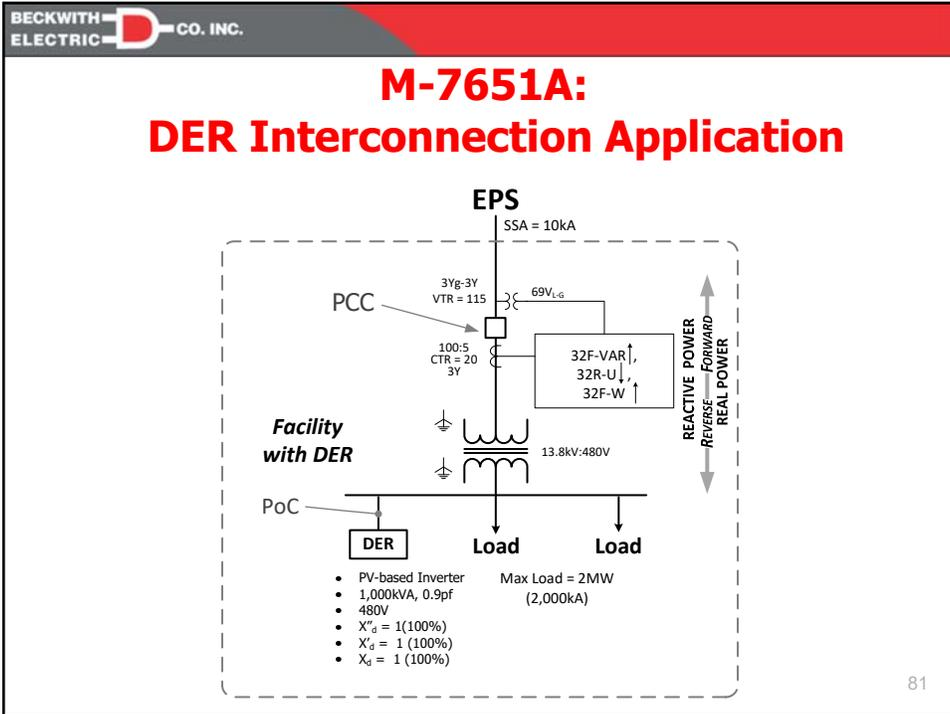 BECKWITH
ELECTRIC
CO. INC.
M-7651A:
DER Interconnection Application
EPS
SSA = 10kA
3Yg-3Y
VTR = 115
69VL-G
PCC
100:5
CTR = 20
3Y
32F-VAR↑,
32R-U↓,
32F-W ↑
REACTIVE POWER
REVERSE FORWARD
REAL POWER
Facility
with DER
13.8kV:480V
PoC
DER
Load
Load
• PV-based Inverter
• 1,000kVA, 0.9pf
• 480V
• X"d = 1(100%)
• X'd = 1 (100%)
• Xd = 1 (100%)
Max Load = 2MW
(2,000kA)
81